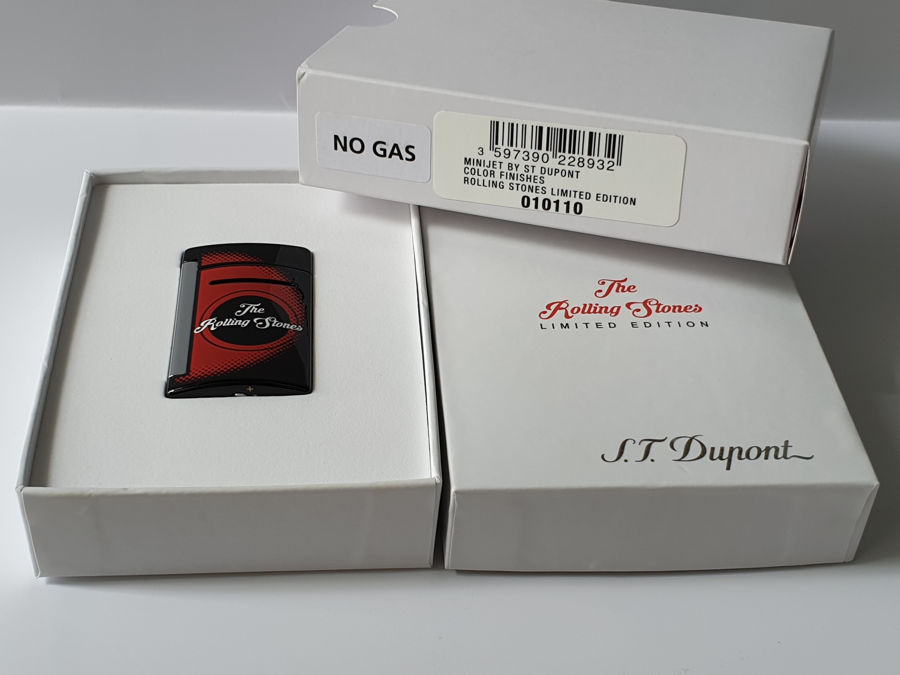 NO GAS
3 597390 228932
MINIJET BY ST DUPONT
COLOR FINISHES
ROLLING STONES LIMITED EDITION
010110
The
Rolling Stones
The
Rolling Stones
LIMITED EDITION
S.T. Dupont